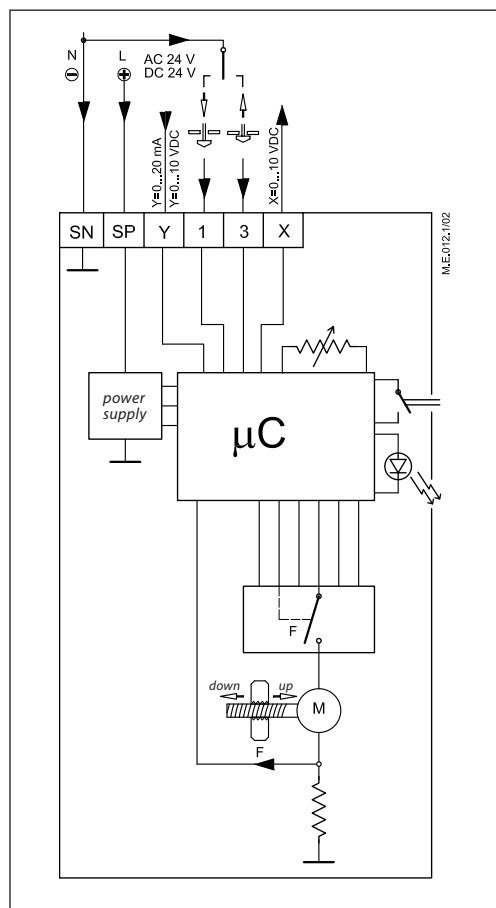 N
L
AC 24 V
DC 24 V
Y=0...20 mA
Y=0...10 VDC
X=0...10 VDC
SN SP Y 1 3 X
M.E.012.1/02
power
supply
µC
F
down up
M
F